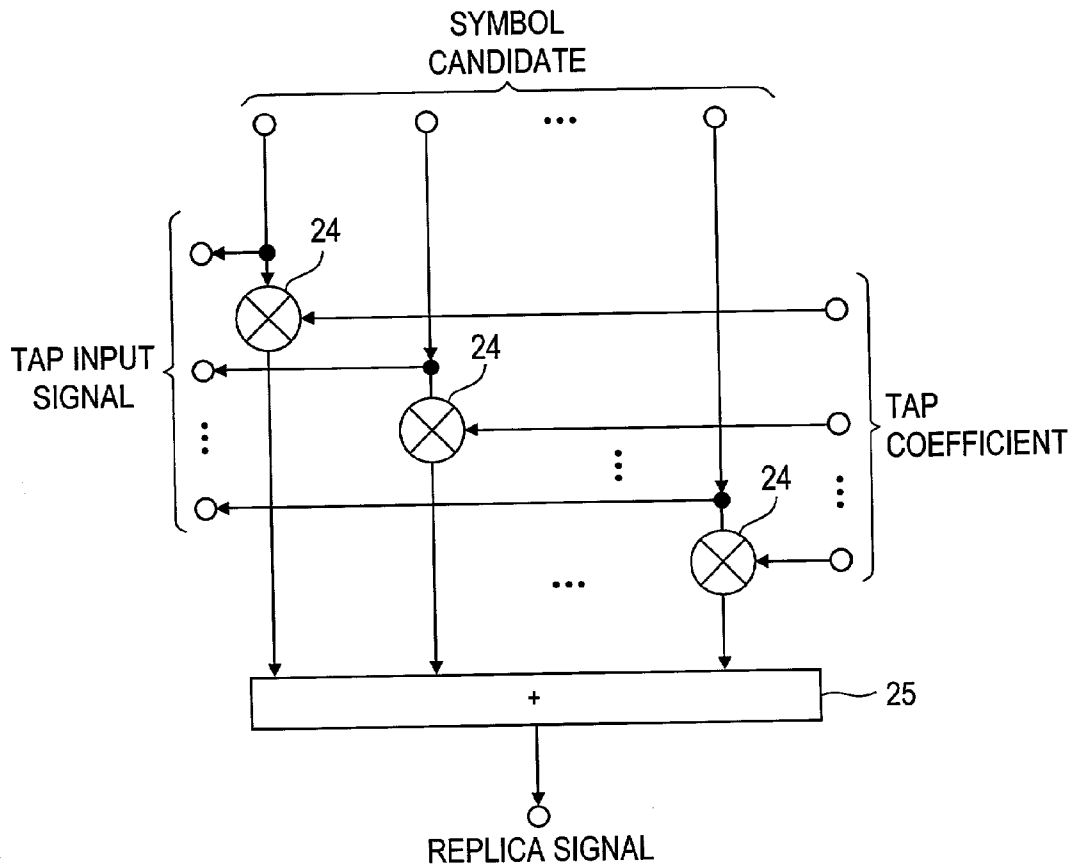 SYMBOL
CANDIDATE
...
24
TAP INPUT
SIGNAL
24
TAP
COEFFICIENT
24
...
+
25
REPLICA SIGNAL